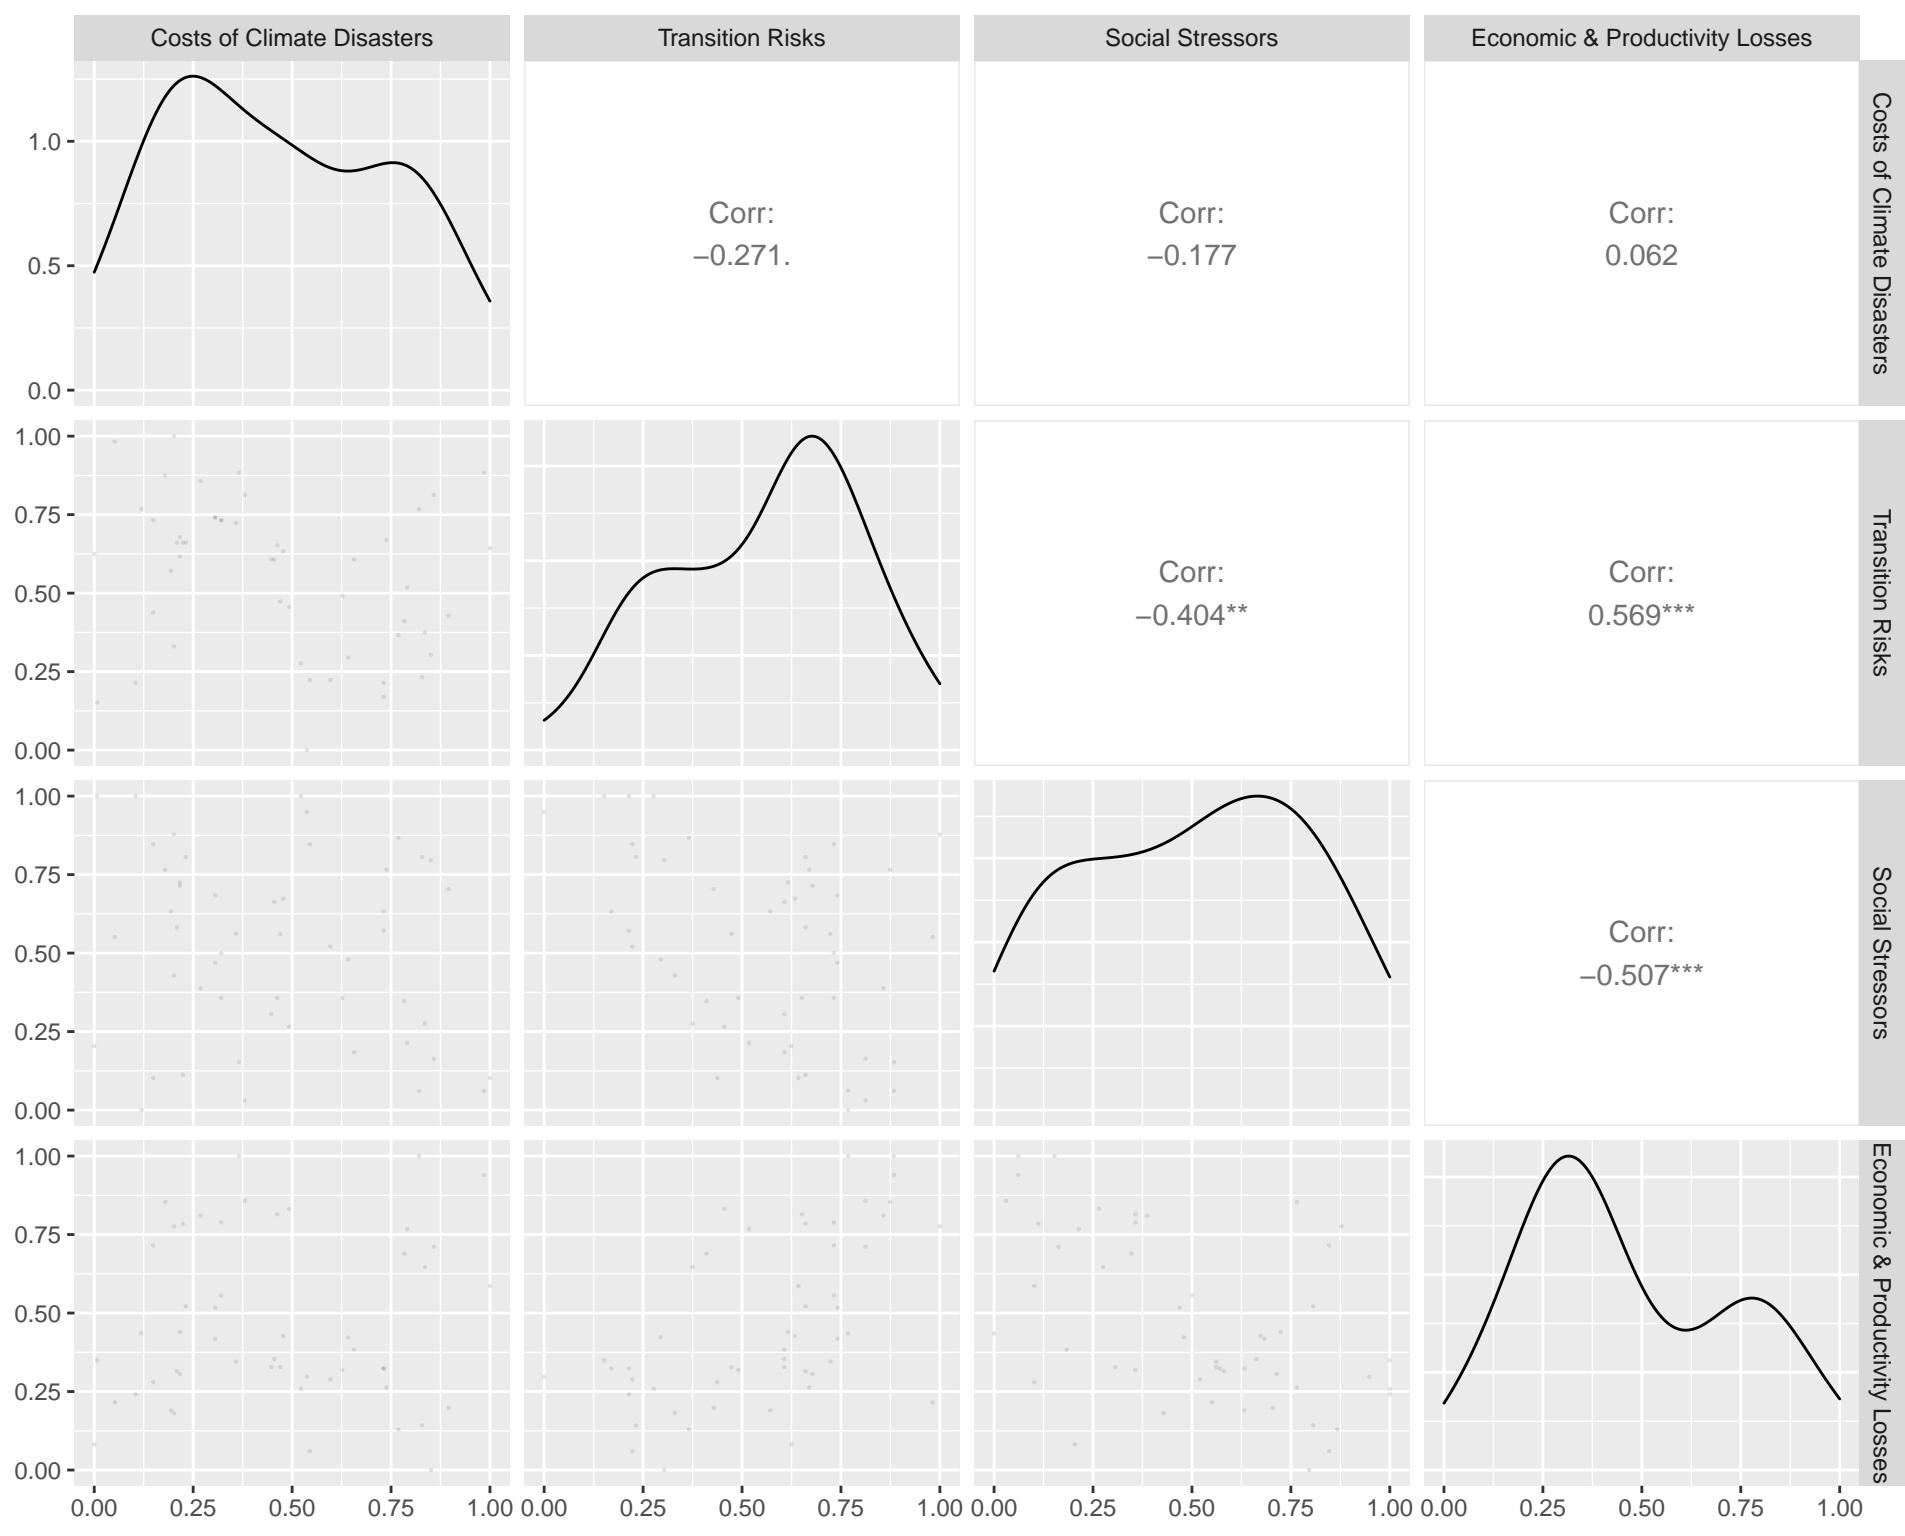 Costs of Climate Disasters
Transition Risks
Social Stressors
Economic & Productivity Losses
1.0
0.5
0.0
Corr:
−0.271.
Corr:
−0.177
Corr:
0.062
Costs of Climate Disasters
1.00
0.75
0.50
0.25
0.00
Corr:
−0.404**
Corr:
0.569***
Transition Risks
1.00
0.75
0.50
0.25
0.00
Corr:
−0.507***
Social Stressors
1.00
0.75
0.50
0.25
0.00
Economic & Productivity Losses
0.00 0.25 0.50 0.75 1.00 0.00 0.25 0.50 0.75 1.00 0.00 0.25 0.50 0.75 1.00 0.00 0.25 0.50 0.75 1.00